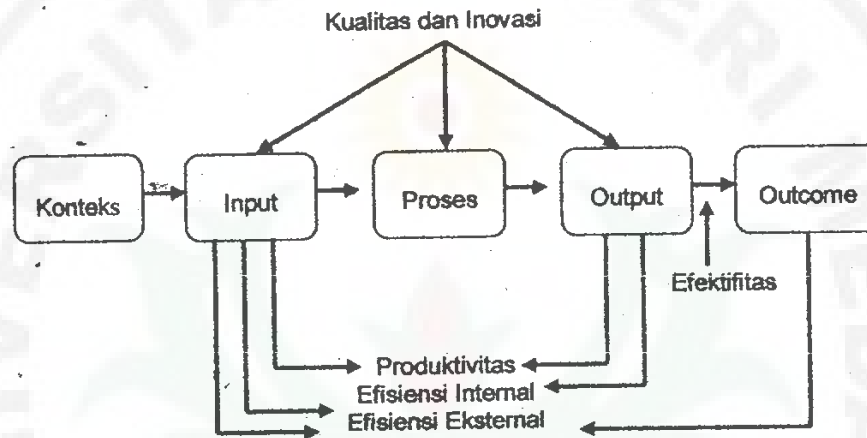 Kualitas dan Inovasi
Konteks
Input
Proses
Output
Outcome
Efektifitas
Produktivitas
Efisiensi Internal
Efisiensi Eksternal